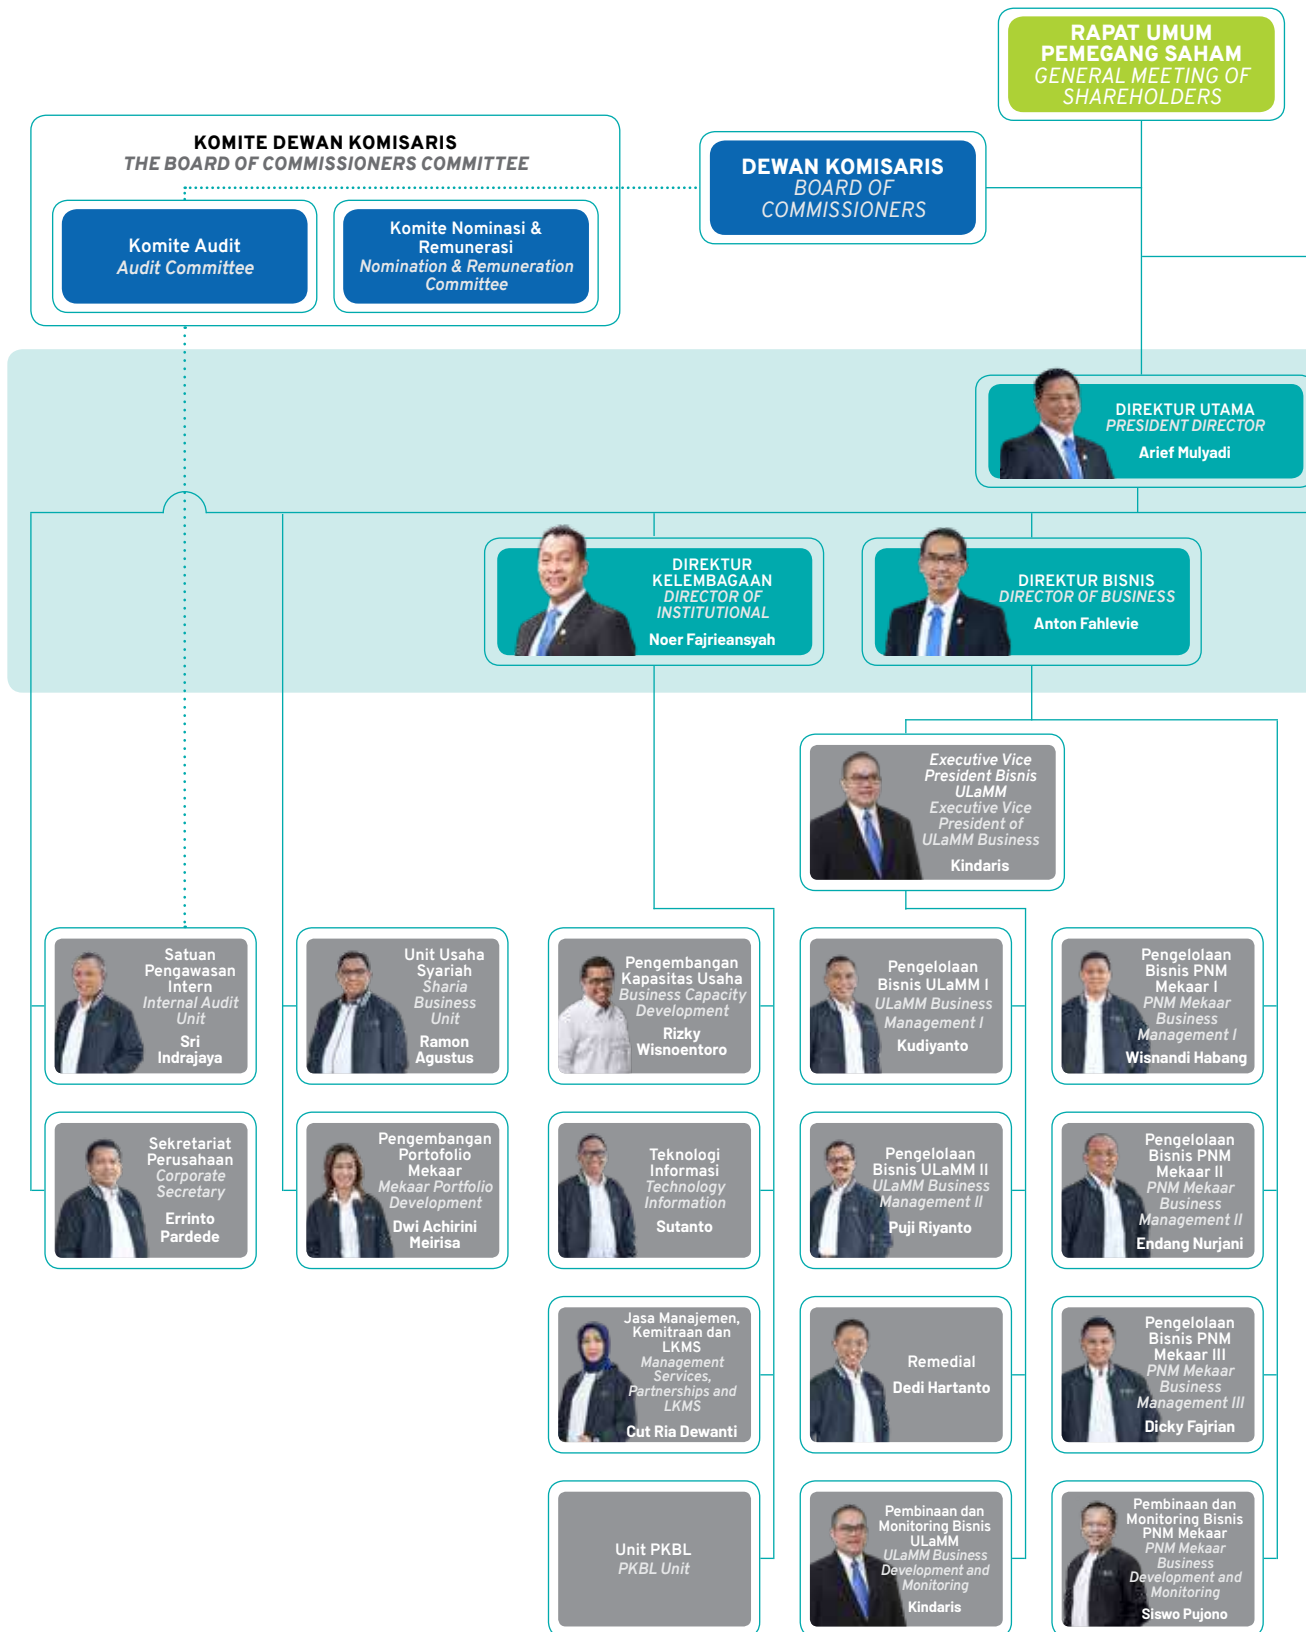 RAPAT UMUM
PEMEGANG SAHAM
GENERAL MEETING OF
SHAREHOLDERS
KOMITE DEWAN KOMISARIS
THE BOARD OF COMMISSIONERS COMMITTEE
DEWAN KOMISARIS
BOARD OF
COMMISSIONERS
Komite Audit
Audit Committee
Komite Nominasi &
Remunerasi
Nomination & Remuneration
Committee
DIREKTUR UTAMA
PRESIDENT DIRECTOR
Arief Mulyadi
DIREKTUR
KELEMBAGAAN
DIRECTOR OF
INSTITUTIONAL
Noer Fajrieansyah
DIREKTUR BISNIS
DIRECTOR OF BUSINESS
Anton Fahlevie
Executive Vice
President Bisnis
ULaMM
Executive Vice
President of
ULaMM Business
Kindaris
Satuan
Pengawasan
Intern
Internal Audit
Unit
Sri
Indrajaya
Unit Usaha
Syariah
Sharia
Business
Unit
Ramon
Agustus
Pengembangan
Kapasitas Usaha
Business Capacity
Development
Rizky
Wisnoentoro
Pengelolaan
Bisnis ULaMM I
ULaMM Business
Management I
Kudiyanto
Pengelolaan
Bisnis PNM
Mekaar I
PNM Mekaar
Business
Management I
Wisnandi Habang
Sekretariat
Perusahaan
Corporate
Secretary
Errinto
Pardede
Pengembangan
Portofolio
Mekaar
Mekaar Portfolio
Development
Dwi Achirini
Meirisa
Teknologi
Informasi
Technology
Information
Sutanto
Pengelolaan
Bisnis ULaMM II
ULaMM Business
Management II
Puji Riyanto
Pengelolaan
Bisnis PNM
Mekaar II
PNM Mekaar
Business
Management II
Endang Nurjani
Jasa Manajemen,
Kemitraan dan
LKMS
Management
Services,
Partnerships and
LKMS
Cut Ria Dewanti
Remedial
Dedi Hartanto
Pengelolaan
Bisnis PNM
Mekaar III
PNM Mekaar
Business
Management III
Dicky Fajrian
Unit PKBL
PKBL Unit
Pembinaan dan
Monitoring Bisnis
ULaMM
ULaMM Business
Development and
Monitoring
Kindaris
Pembinaan dan
Monitoring Bisnis
PNM Mekaar
PNM Mekaar
Business
Development and
Monitoring
Siswo Pujono